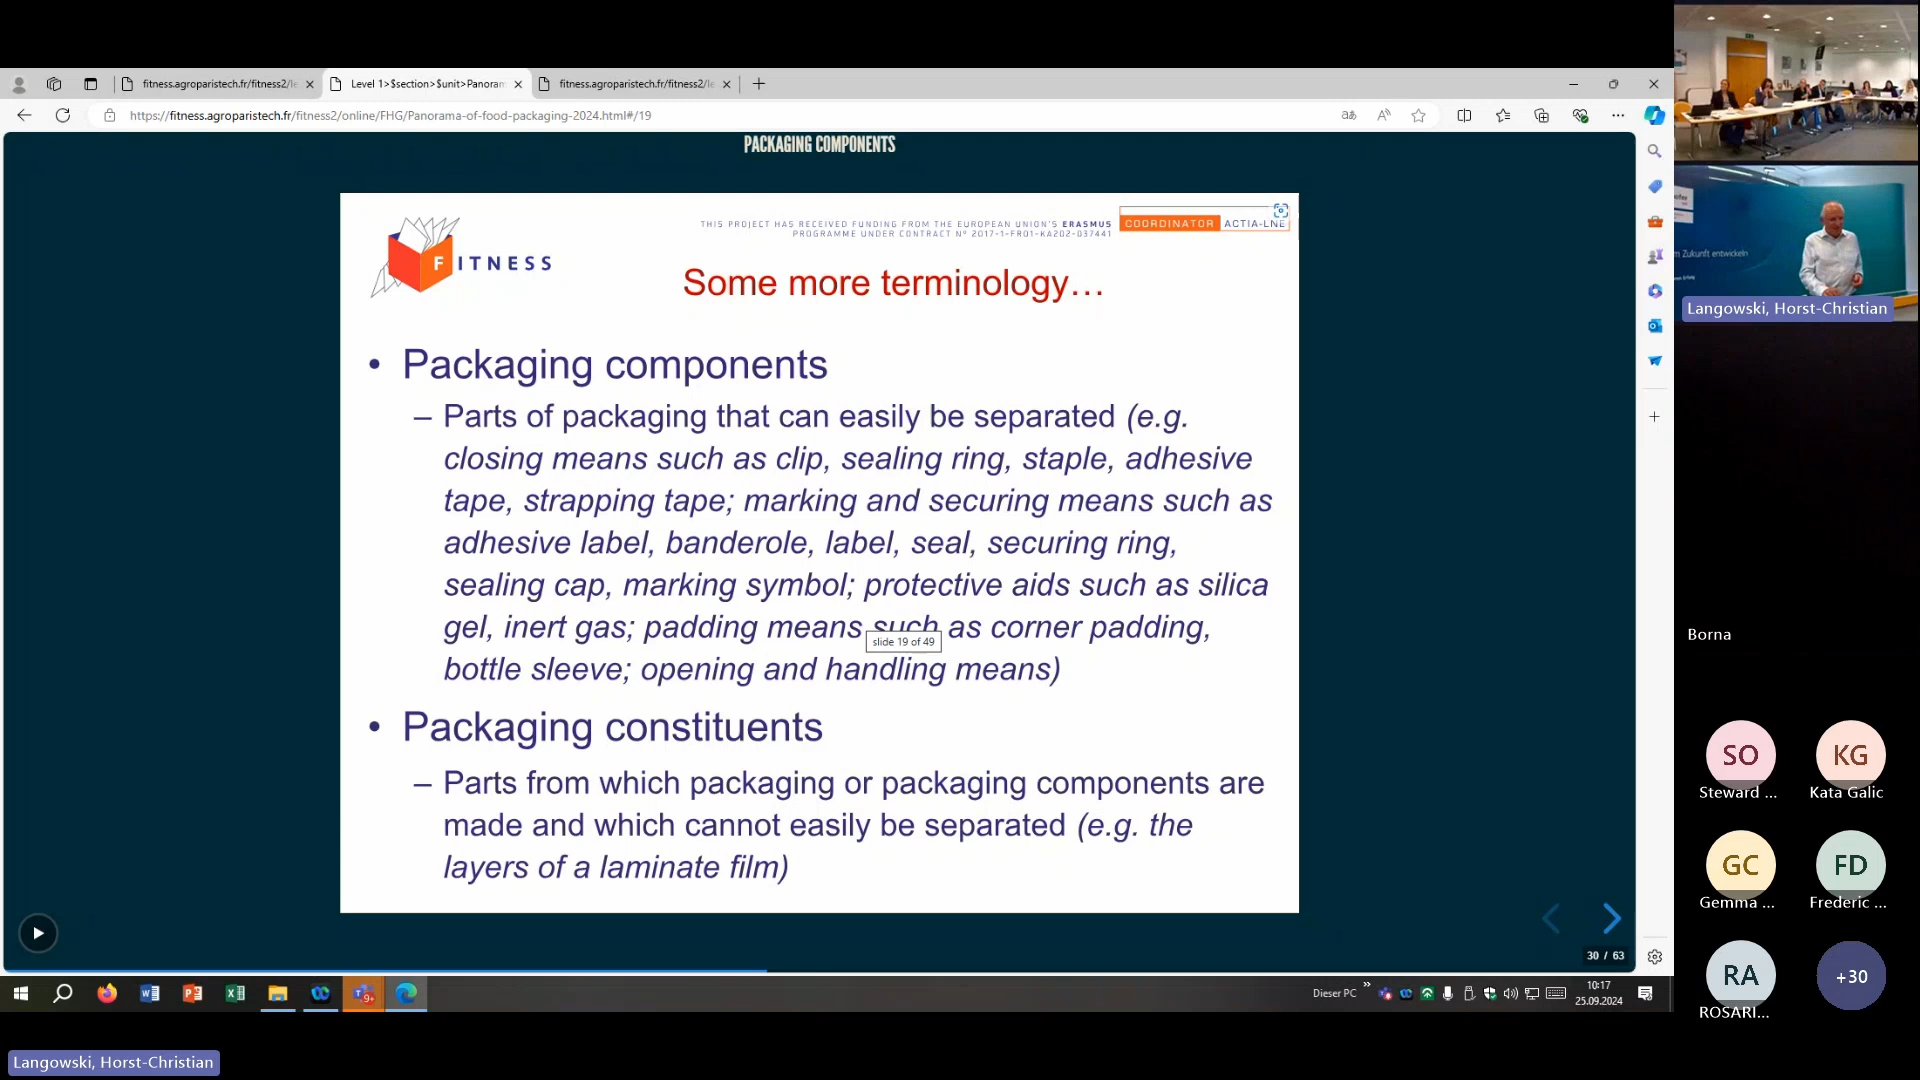 fitness.agroparistech.fr/fitness2/le
Level 1>$section>$unit>Panoram
fitness.agroparistech.fr/fitness2/le
https://fitness.agroparistech.fr/fitness2/online/FHG/Panorama-of-food-packaging-2024.html#/19
PACKAGING COMPONENTS
THIS PROJECT HAS RECEIVED FUNDING FROM THE EUROPEAN UNION'S ERASMUS
PROGRAMME UNDER CONTRACT N° 2017-1-FR01-KA202-037441
COORDINATOR ACTIA-LNE
FITNESS
Some more terminology…
• Packaging components
– Parts of packaging that can easily be separated (e.g.
closing means such as clip, sealing ring, staple, adhesive
tape, strapping tape; marking and securing means such as
adhesive label, banderole, label, seal, securing ring,
sealing cap, marking symbol; protective aids such as silica
gel, inert gas; padding means such as corner padding,
slide 19 of 49
bottle sleeve; opening and handling means)
• Packaging constituents
– Parts from which packaging or packaging components are
made and which cannot easily be separated (e.g. the
layers of a laminate film)
30 / 63
Dieser PC
10:17
25.09.2024
Langowski, Horst-Christian
Zukunft entwickeln
Langowski, Horst-Christian
Borna
SO
Steward ...
KG
Kata Galic
GC
Gemma ...
FD
Frederic ...
RA
ROSARI...
+30